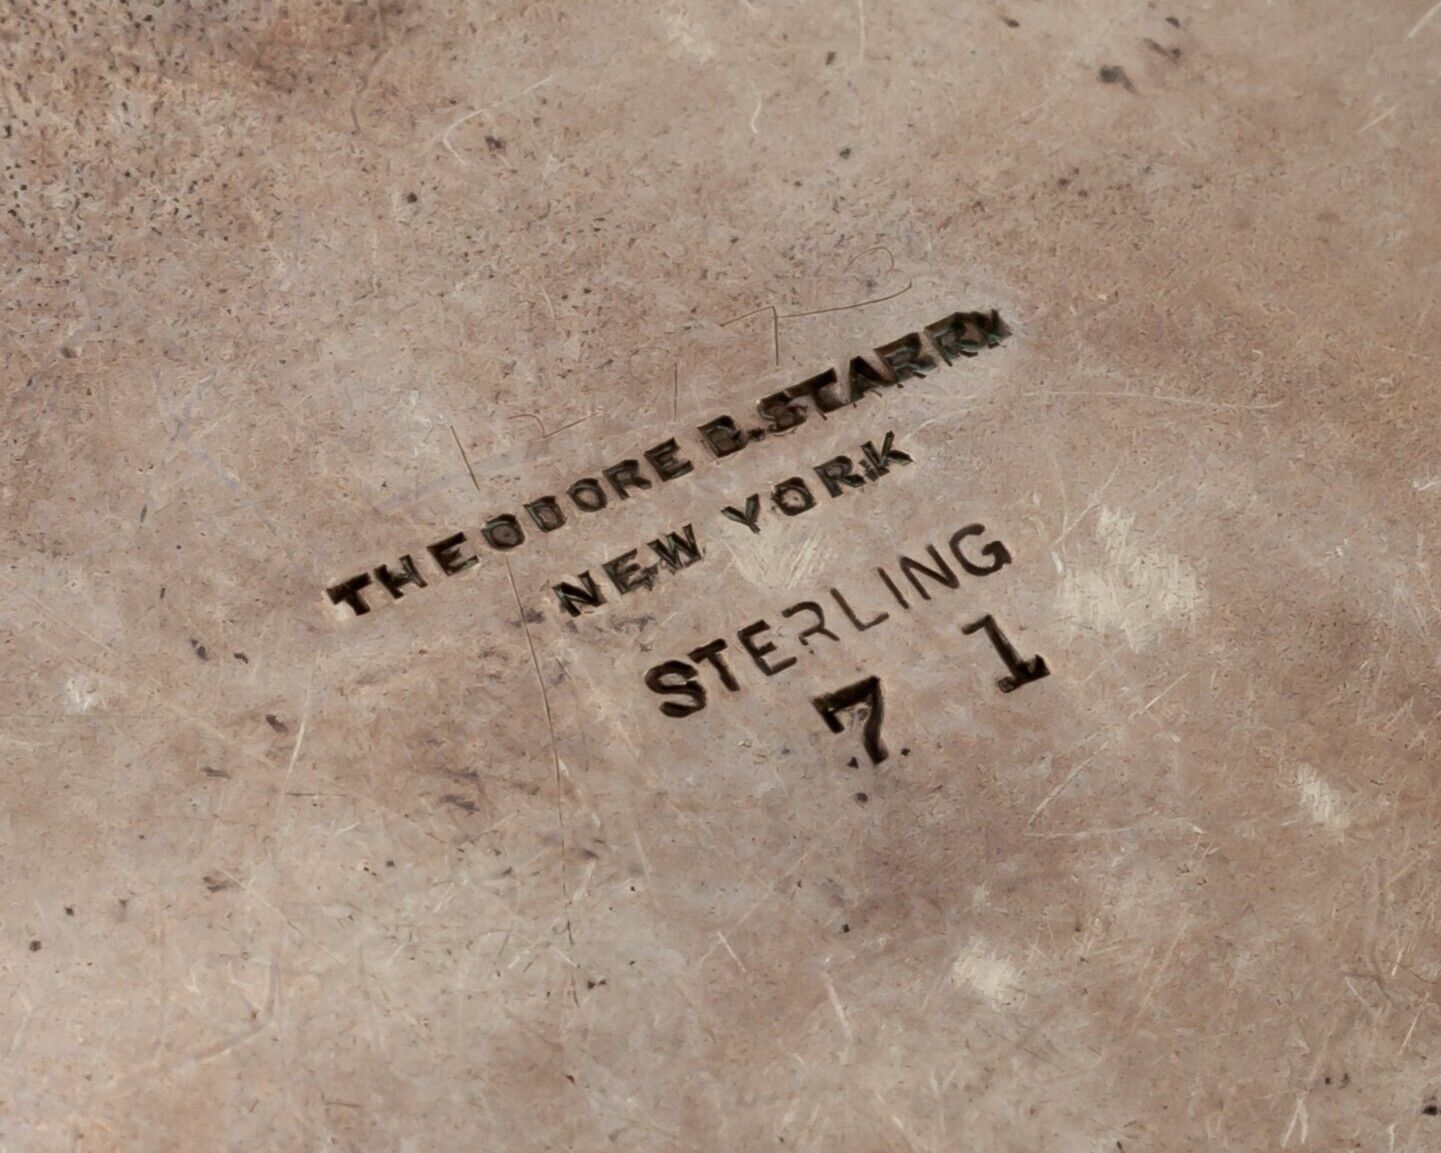 THEODORE B. STARR
NEW YORK
STERLING
7 1